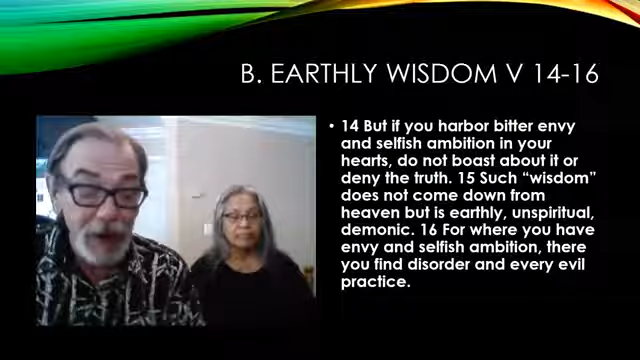 B. EARTHLY WISDOM V 14-16
• 14 But if you harbor bitter envy
and selfish ambition in your
hearts, do not boast about it or
deny the truth. 15 Such “wisdom”
does not come down from
heaven but is earthly, unspiritual,
demonic. 16 For where you have
envy and selfish ambition, there
you find disorder and every evil
practice.